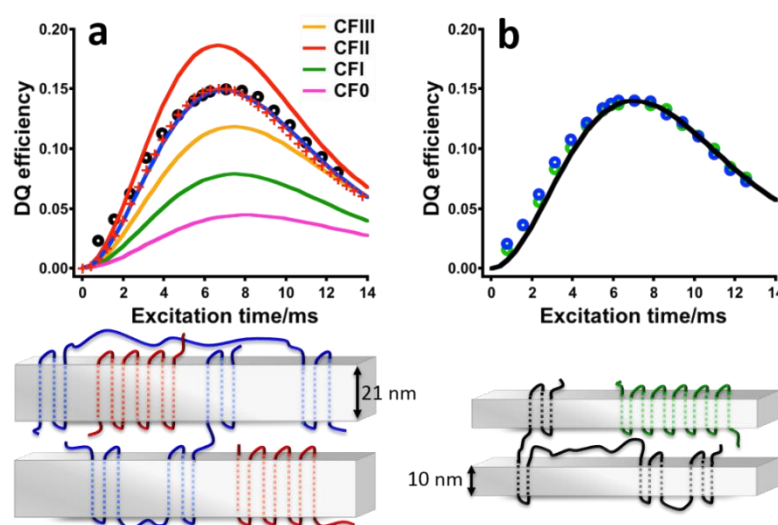 a
CFIII
CFII
CFI
CF0
DQ efficiency
0.20
0.15
0.10
0.05
0.00
0 2 4 6 8 10 12 14
Excitation time/ms
21 nm
b
DQ efficiency
0.20
0.15
0.10
0.05
0.00
0 2 4 6 8 10 12 14
Excitation time/ms
10 nm